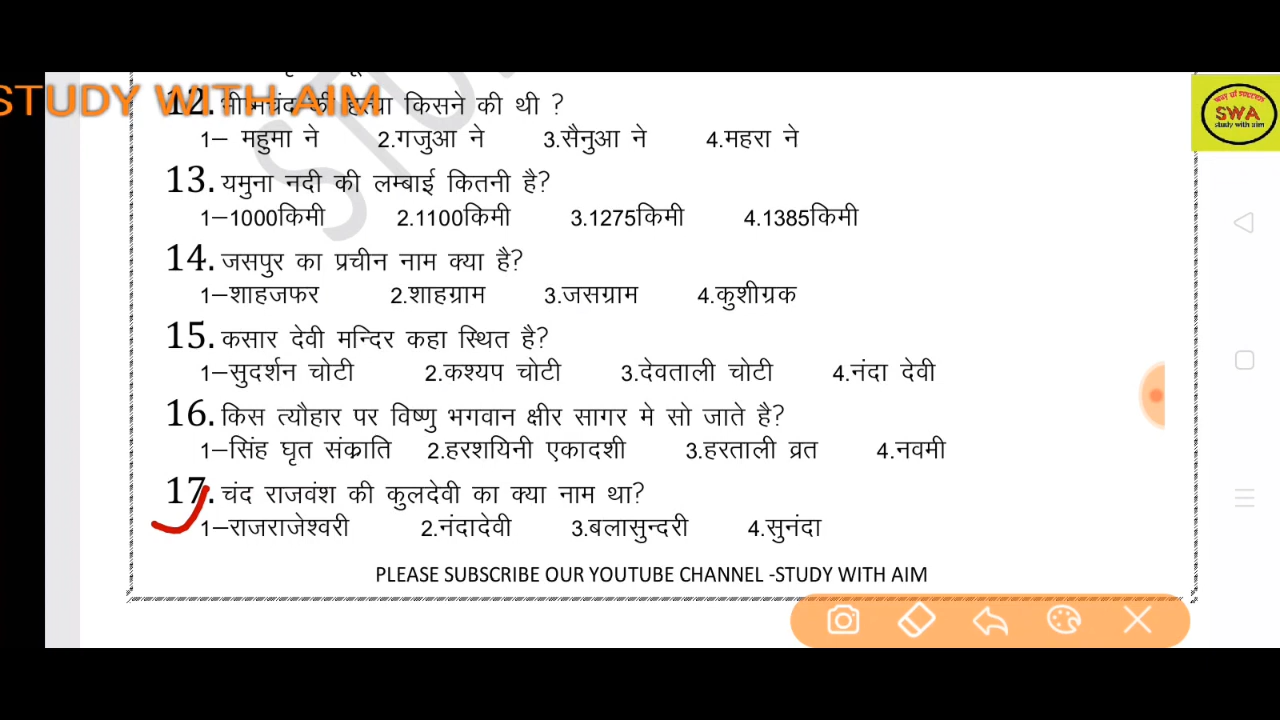 STUDY WITH AIM
12. भीष्मचंद की हत्या किसने की थी ?
1– महुमा ने 2.गजुआ ने 3.सैनुआ ने 4.महरा ने
13. यमुना नदी की लम्बाई कितनी है?
1–1000किमी 2.1100किमी 3.1275किमी 4.1385किमी
14. जसपुर का प्रचीन नाम क्या है?
1–शाहजफर 2.शाहग्राम 3.जसग्राम 4.कुशीग्रक
15. कसार देवी मन्दिर कहा स्थित है?
1–सुदर्शन चोटी 2.कश्यप चोटी 3.देवताली चोटी 4.नंदा देवी
16. किस त्यौहार पर विष्णु भगवान क्षीर सागर मे सो जाते है?
1–सिंह घृत संक्राति 2.हरशयिनी एकादशी 3.हरताली व्रत 4.नवमी
17. चंद राजवंश की कुलदेवी का क्या नाम था?
1–राजराजेश्वरी 2.नंदादेवी 3.बलासुन्दरी 4.सुनंदा
PLEASE SUBSCRIBE OUR YOUTUBE CHANNEL -STUDY WITH AIM
SWA
study with aim